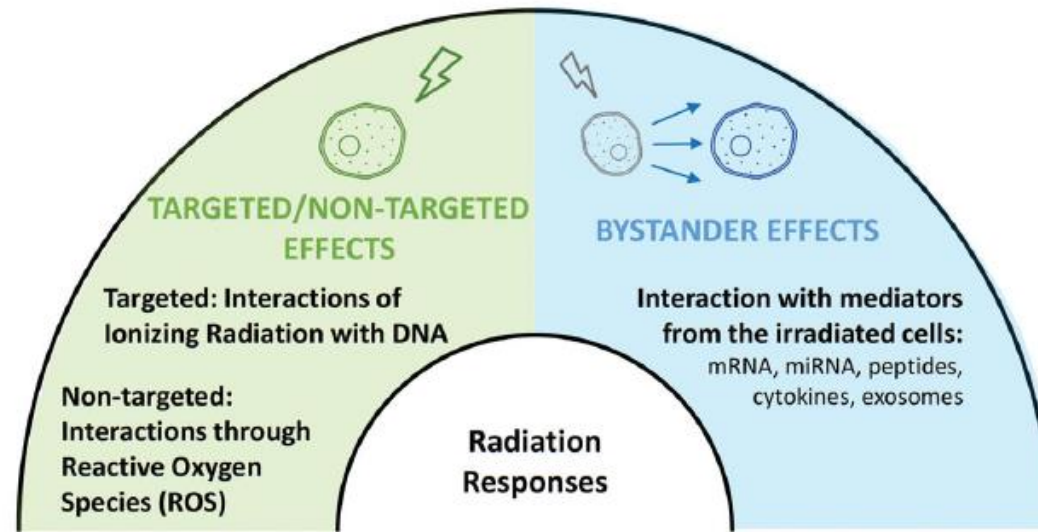 TARGETED/NON-TARGETED
EFFECTS
Targeted: Interactions of
Ionizing Radiation with DNA
Non-targeted:
Interactions through
Reactive Oxygen
Species (ROS)
BYSTANDER EFFECTS
Interaction with mediators
from the irradiated cells:
mRNA, miRNA, peptides,
cytokines, exosomes
Radiation
Responses